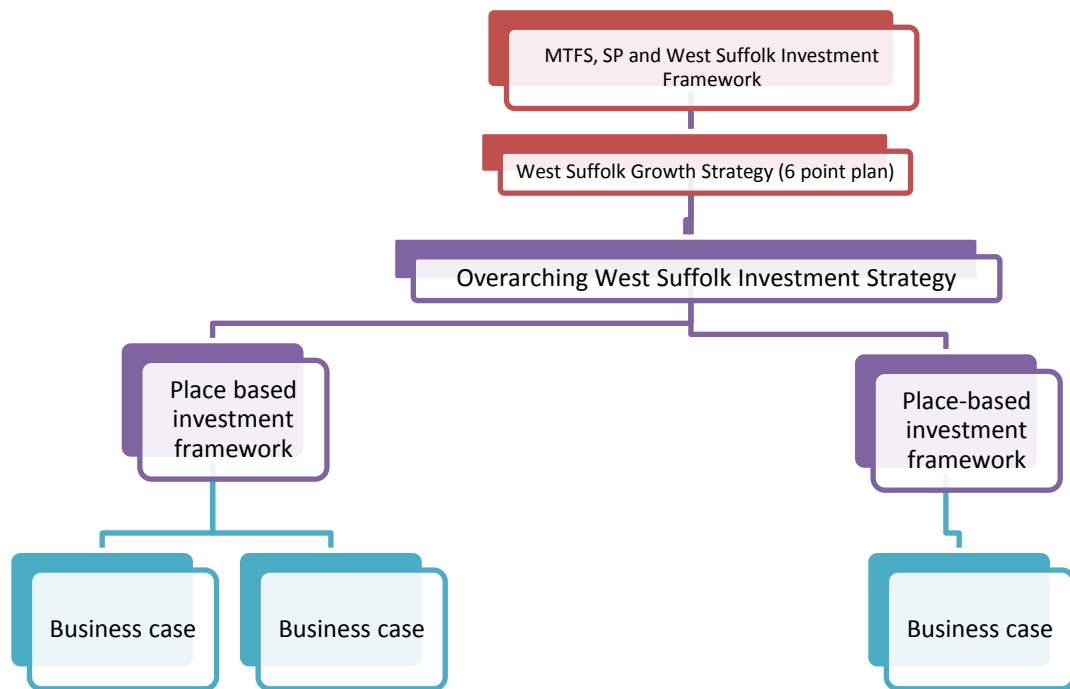 MTFS, SP and West Suffolk Investment
Framework
West Suffolk Growth Strategy (6 point plan)
Overarching West Suffolk Investment Strategy
Place based
investment
framework
Place-based
investment
framework
Business case
Business case
Business case